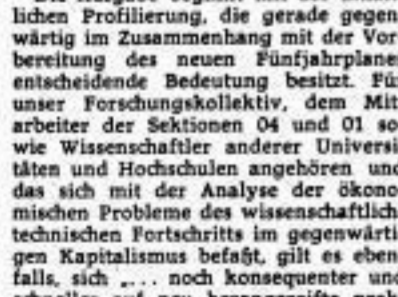 lichen Profilierung, die gerade gegen
wärtig im Zusammenhang mit der Vor
bereitung des neuen Fünfjahrplane
entscheidende Bedeutung besitzt. Fü
unser Forschungskollektiv, dem Mit
arbeiter der Sektionen 04 und 01 so
wie Wissenschaftler anderer Universi
täten und Hochschulen angehören und
das sich mit der Analyse der ökono
mischen Probleme des wissenschaftlich
technischen Fortschritts im gegenwärti
gen Kapitalismus befaßt, gilt es eben
falls, sich „... noch konsequenter und